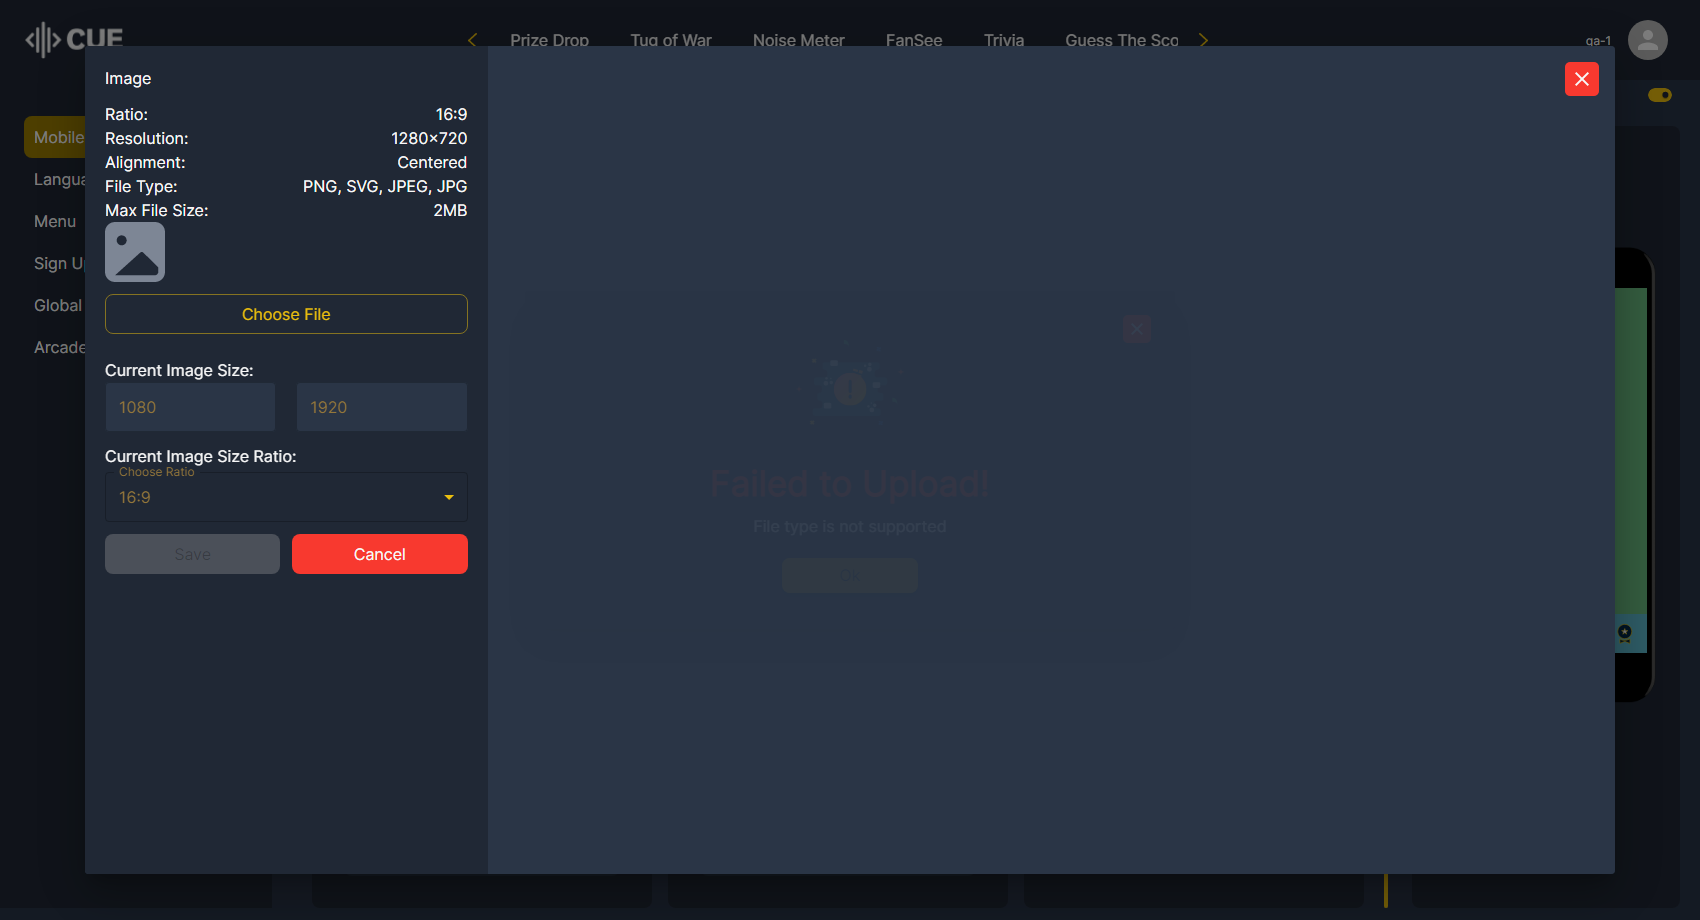 CUE
Prize Drop Tug of War Noise Meter FanSee Trivia Guess The Sco
qa-1
Image
Ratio: 16:9
Resolution: 1280×720
Alignment: Centered
File Type: PNG, SVG, JPEG, JPG
Max File Size: 2MB
Choose File
Current Image Size:
1080 1920
Current Image Size Ratio:
Choose Ratio
16:9
Save Cancel
Mobile
Langua
Menu
Sign U
Global
Arcade
Failed to Upload!
File type is not supported